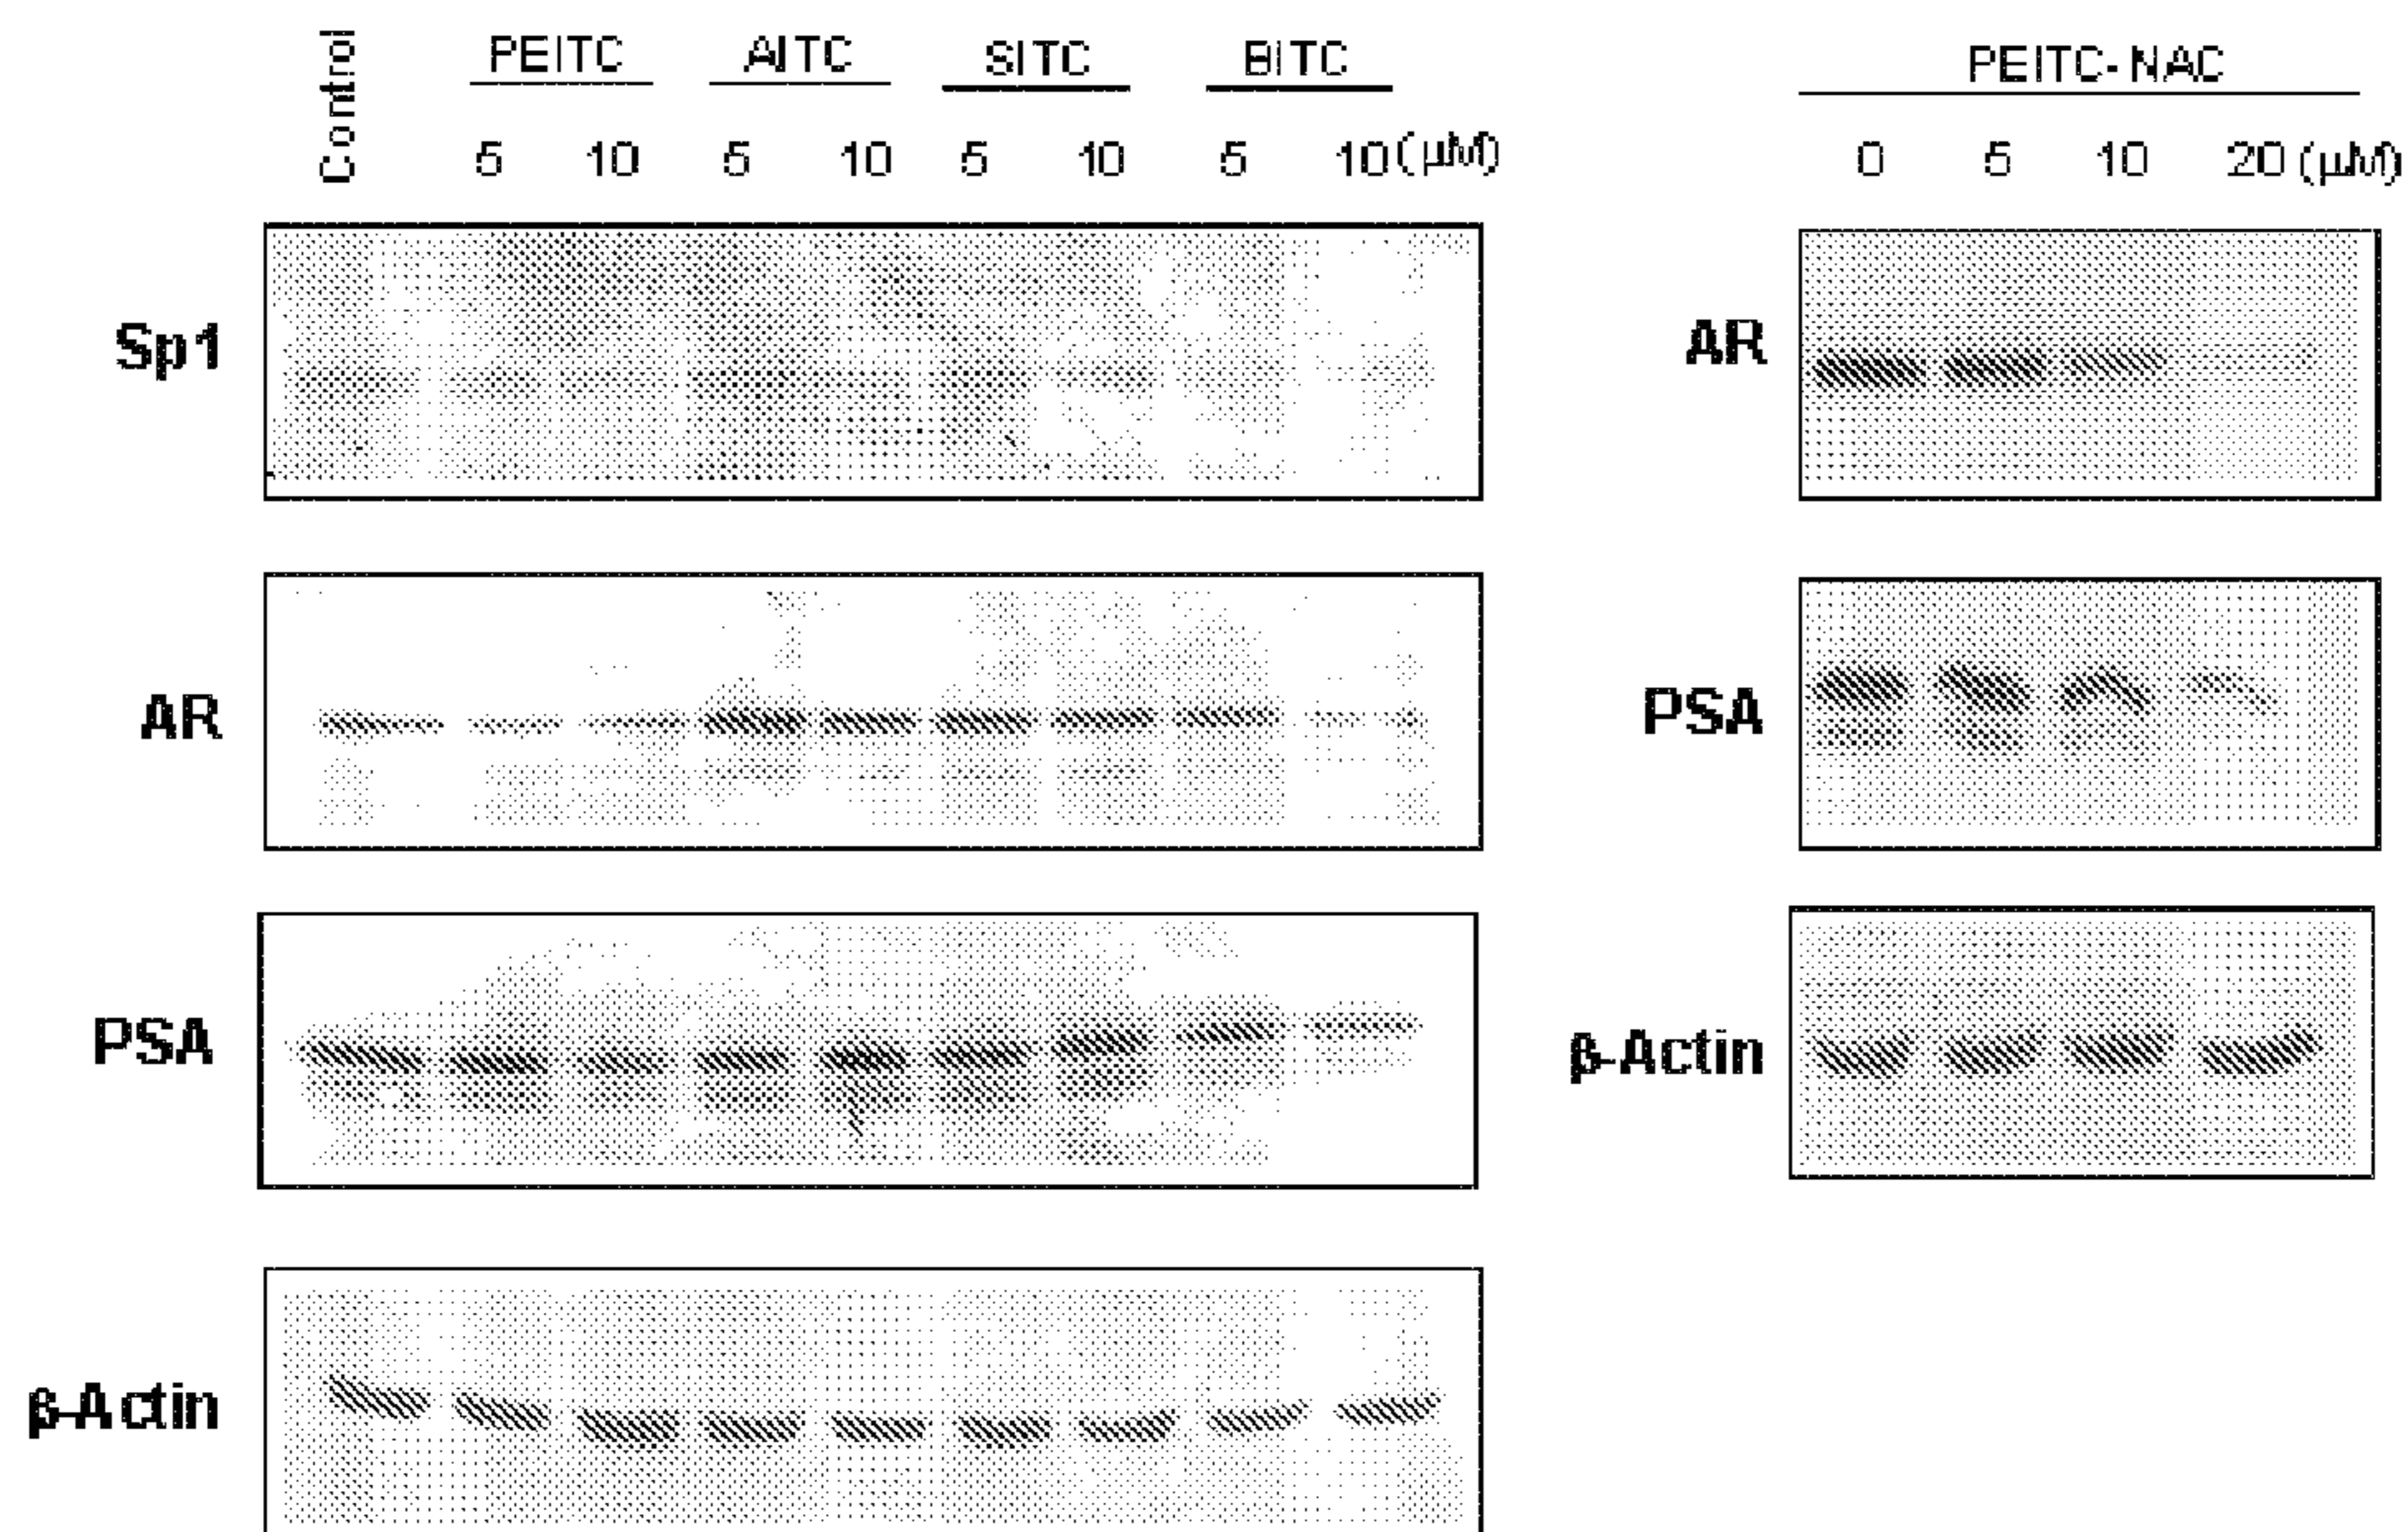 Control PEITC AITC SITC BITC
5 10 5 10 5 10 5 10 (μM)
Sp1
AR
PSA
β-Actin
PEITC-NAC
0 5 10 20 (μM)
AR
PSA
β-Actin